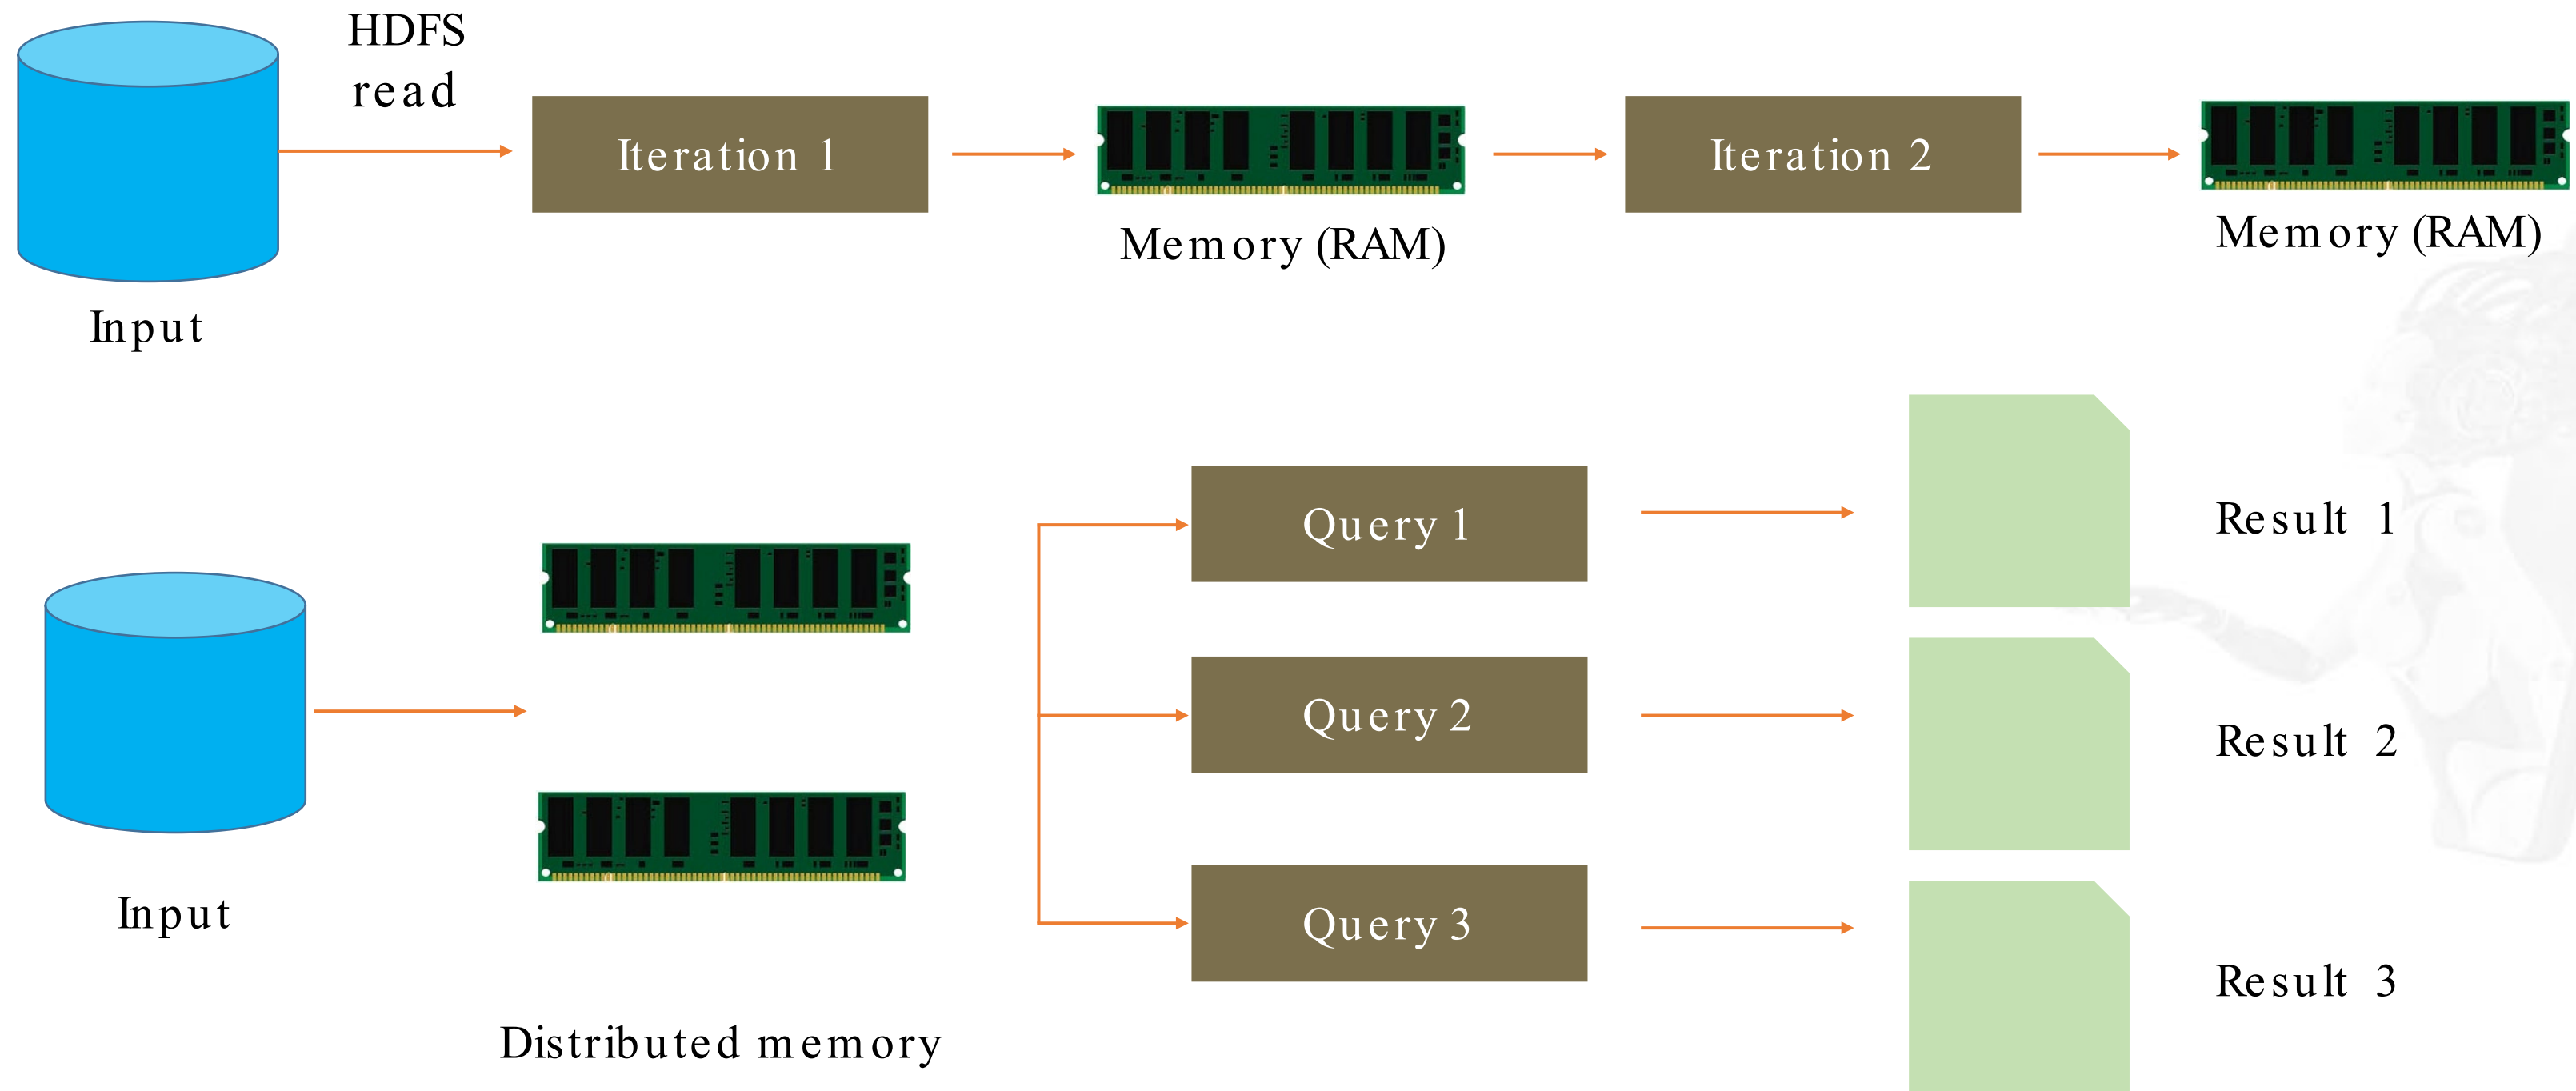 HDFS
read
Iteration 1
Iteration 2
Memory (RAM)
Memory (RAM)
Input
Query 1
Result 1
Query 2
Result 2
Input
Query 3
Result 3
Distributed memory